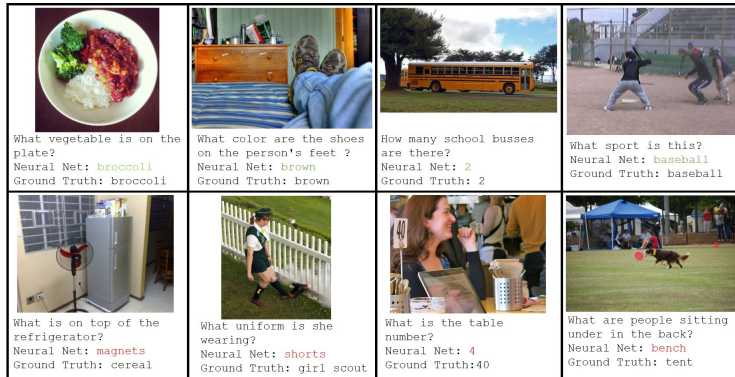 What vegetable is on the
plate?
Neural Net: broccoli
Ground Truth: broccoli
What color are the shoes
on the person's feet ?
Neural Net: brown
Ground Truth: brown
How many school busses
are there?
Neural Net: 2
Ground Truth: 2
What sport is this?
Neural Net: baseball
Ground Truth: baseball
What is on top of the
refrigerator?
Neural Net: magnets
Ground Truth: cereal
What uniform is she
wearing?
Neural Net: shorts
Ground Truth: girl scout
40
What is the table
number?
Neural Net: 4
Ground Truth:40
What are people sitting
under in the back?
Neural Net: bench
Ground Truth: tent